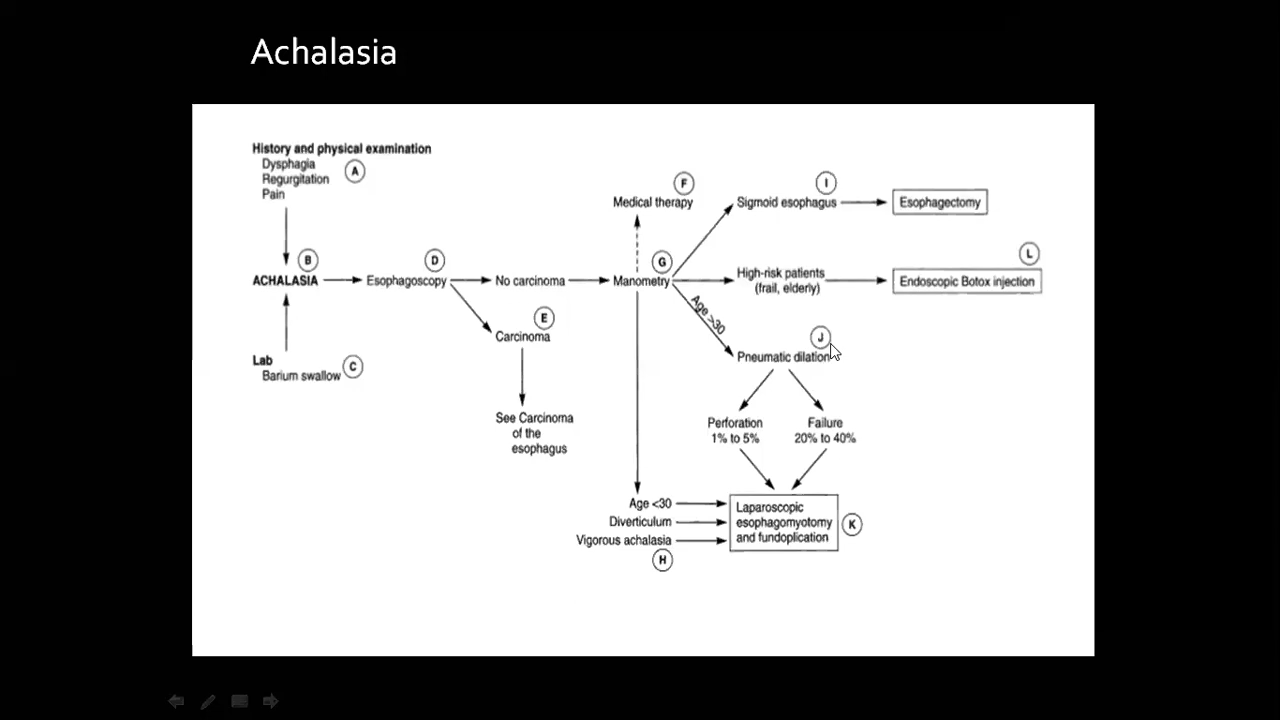 Achalasia
History and physical examination
Dysphagia
Regurgitation
Pain
A
B
ACHALASIA
Lab
Barium swallow
C
D
Esophagoscopy
No carcinoma
E
Carcinoma
See Carcinoma
of the
esophagus
F
Medical therapy
G
Manometry
I
Sigmoid esophagus
Esophagectomy
High-risk patients
(frail, elderly)
L
Endoscopic Botox injection
Age >30
J
Pneumatic dilation
Perforation
1% to 5%
Failure
20% to 40%
Age <30
Diverticulum
Vigorous achalasia
H
Laparoscopic
esophagomyotomy
and fundoplication
K